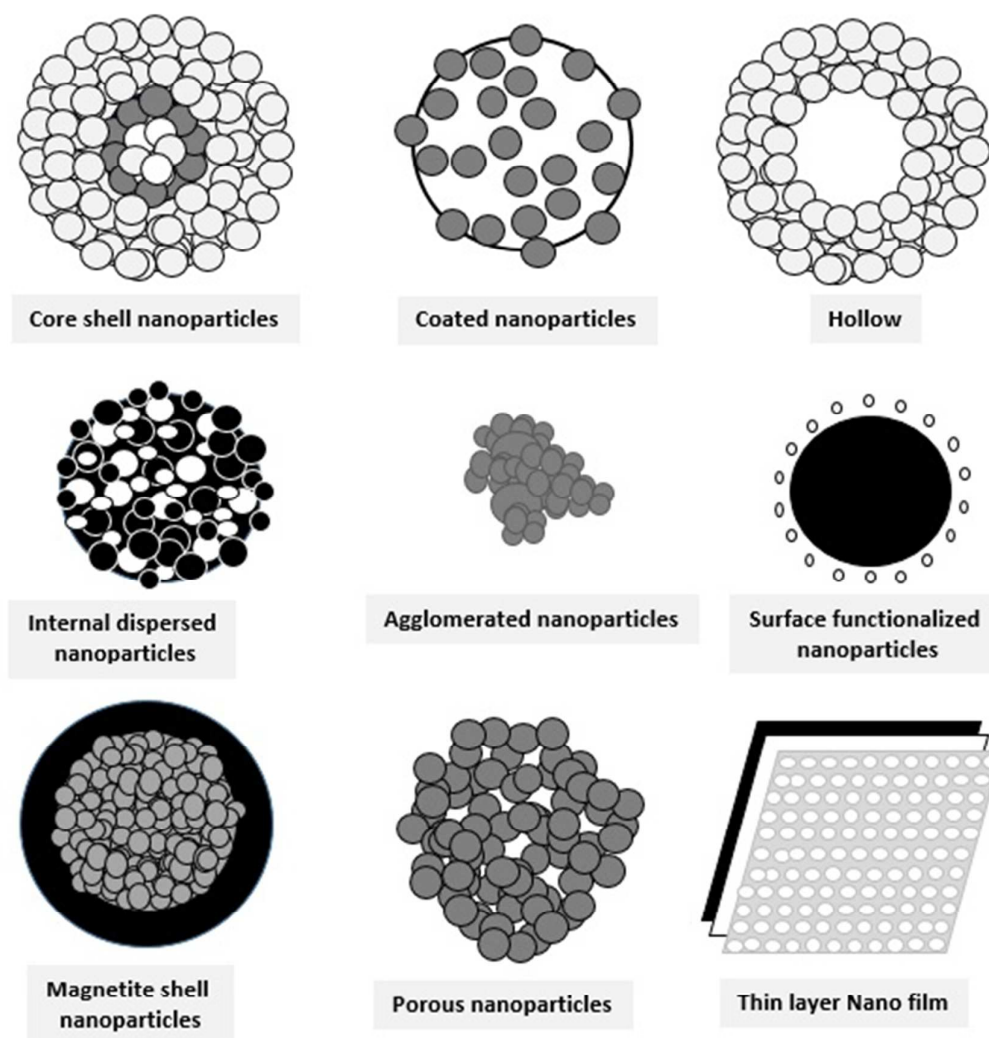 Core shell nanoparticles
Coated nanoparticles
Hollow
Internal dispersed
nanoparticles
Agglomerated nanoparticles
Surface functionalized
nanoparticles
Magnetite shell
nanoparticles
Porous nanoparticles
Thin layer Nano film